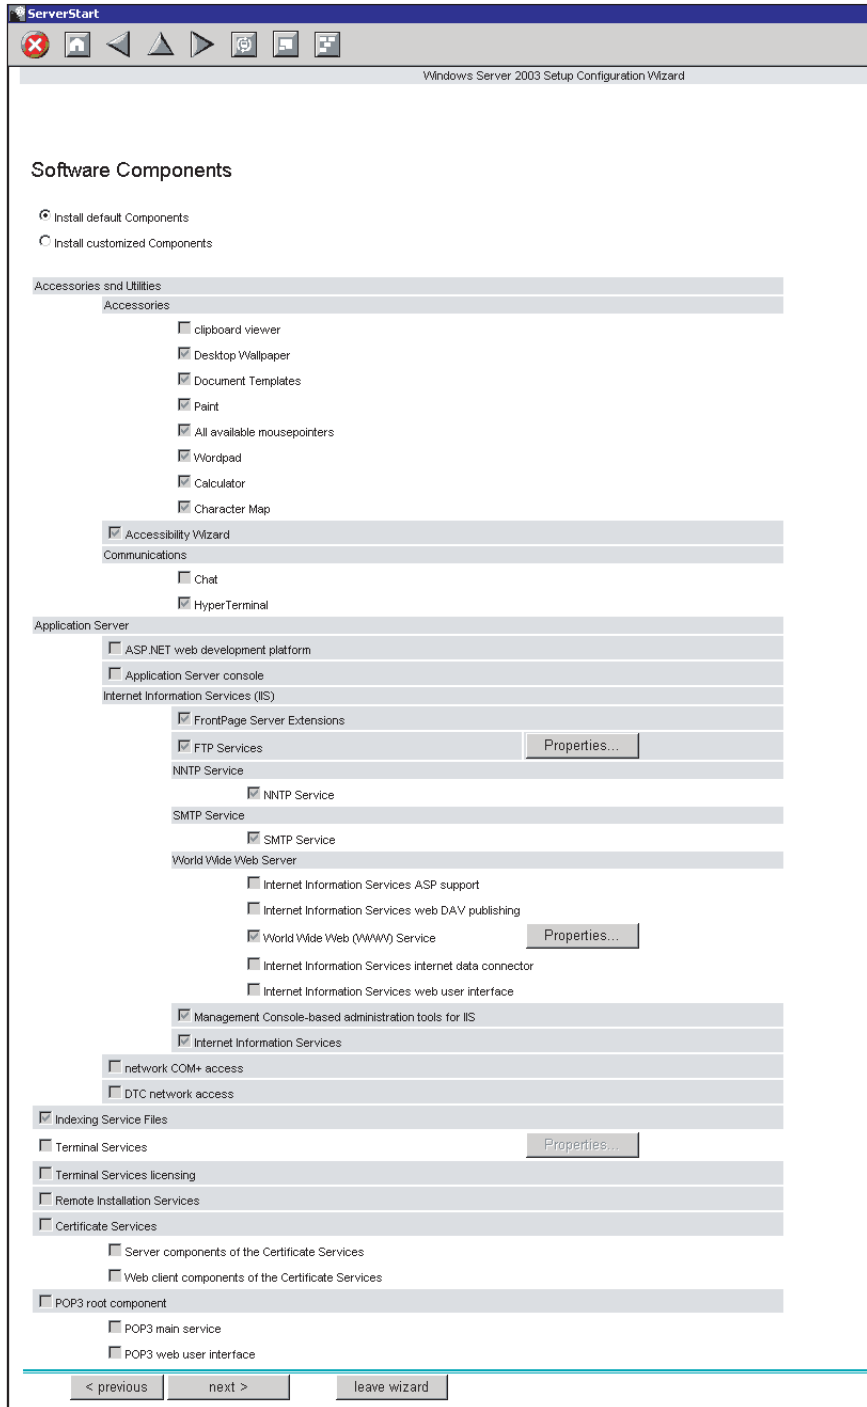 ServerStart
Windows Server 2003 Setup Configuration Wizard
Software Components
Install default Components
Install customized Components
Accessories snd Utilities
Accessories
clipboard viewer
Desktop Wallpaper
Document Templates
Paint
All available mousepointers
Wordpad
Calculator
Character Map
Accessibility Wizard
Communications
Chat
HyperTerminal
Application Server
ASP.NET web development platform
Application Server console
Internet Information Services (IIS)
FrontPage Server Extensions
FTP Services Properties...
NNTP Service
NNTP Service
SMTP Service
SMTP Service
World Wide Web Server
Internet Information Services ASP support
Internet Information Services web DAV publishing
World Wide Web (WWW) Service Properties...
Internet Information Services internet data connector
Internet Information Services web user interface
Management Console-based administration tools for IIS
Internet Information Services
network COM+ access
DTC network access
Indexing Service Files
Terminal Services Properties...
Terminal Services licensing
Remote Installation Services
Certificate Services
Server components of the Certificate Services
Web client components of the Certificate Services
POP3 root component
POP3 main service
POP3 web user interface
< previous next > leave wizard